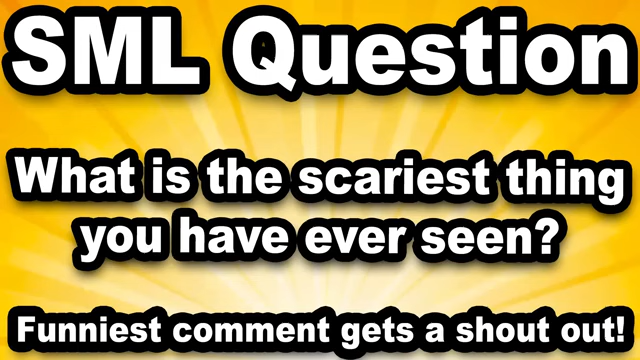 SML Question
What is the scariest thing
you have ever seen?
Funniest comment gets a shout out!